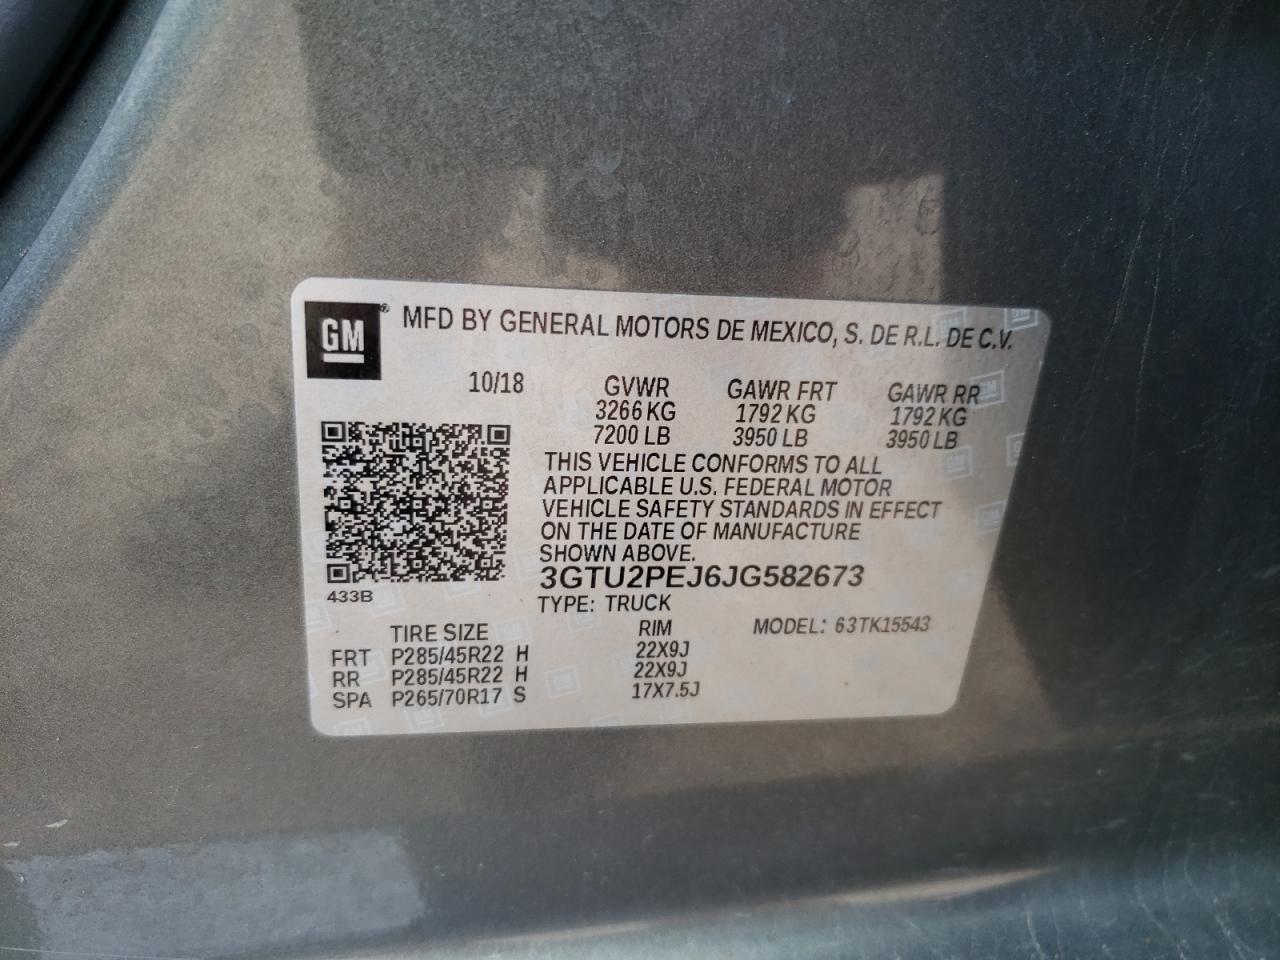 GM ® MFD BY GENERAL MOTORS DE MEXICO, S. DE R.L. DE C.V.
10/18 GVWR GAWR FRT GAWR RR
3266 KG 1792 KG 1792 KG
7200 LB 3950 LB 3950 LB
THIS VEHICLE CONFORMS TO ALL
APPLICABLE U.S. FEDERAL MOTOR
VEHICLE SAFETY STANDARDS IN EFFECT
ON THE DATE OF MANUFACTURE
SHOWN ABOVE.
3GTU2PEJ6JG582673
433B
TYPE: TRUCK
TIRE SIZE RIM MODEL: 63TK15543
FRT P285/45R22 H 22X9J
RR P285/45R22 H 22X9J
SPA P265/70R17 S 17X7.5J